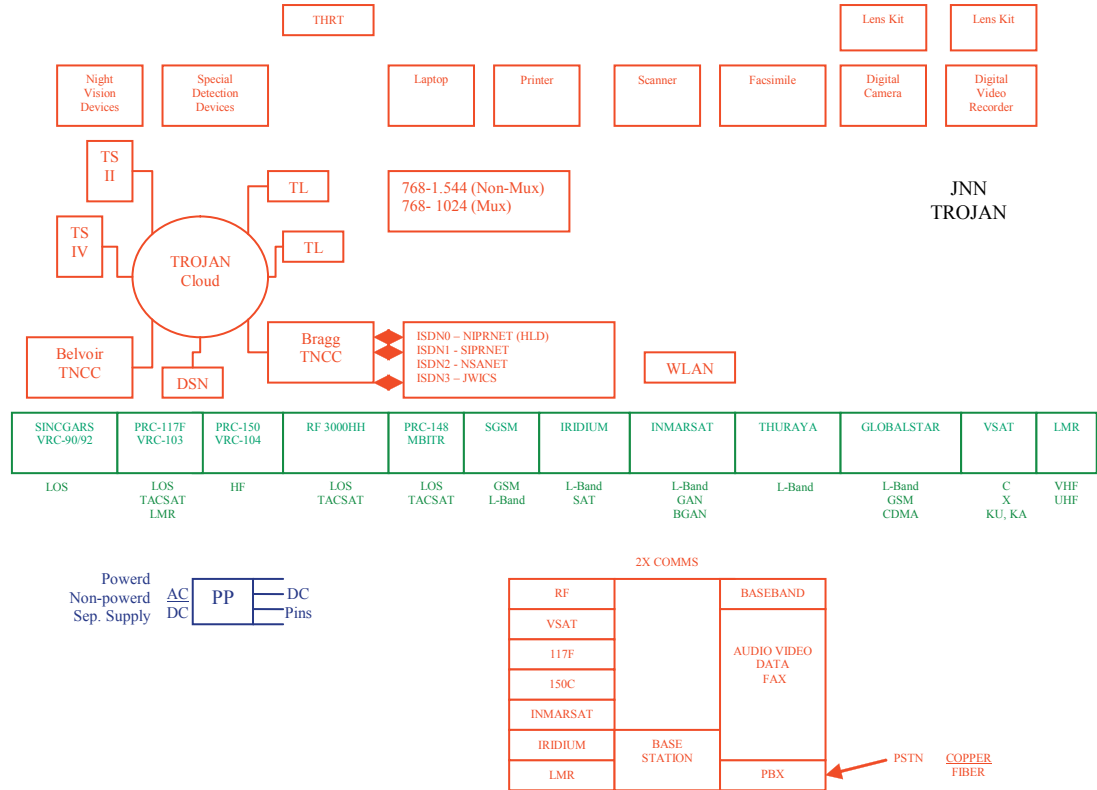 THRT
Lens Kit
Lens Kit
Night
Vision
Devices
Special
Detection
Devices
Laptop
Printer
Scanner
Facsimile
Digital
Camera
Digital
Video
Recorder
TS
II
TL
768-1.544 (Non-Mux)
768- 1024 (Mux)
JNN
TROJAN
TS
IV
TL
TROJAN
Cloud
Belvoir
TNCC
DSN
Bragg
TNCC
ISDN0 – NIPRNET (HLD)
ISDN1 - SIPRNET
ISDN2 - NSANET
ISDN3 – JWICS
WLAN
SINCGARS
VRC-90/92
PRC-117F
VRC-103
PRC-150
VRC-104
RF 3000HH
PRC-148
MBITR
SGSM
IRIDIUM
INMARSAT
THURAYA
GLOBALSTAR
VSAT
LMR
LOS
LOS
TACSAT
LMR
HF
LOS
TACSAT
LOS
TACSAT
GSM
L-Band
L-Band
SAT
L-Band
GAN
BGAN
L-Band
L-Band
GSM
CDMA
C
X
KU, KA
VHF
UHF
Powerd
Non-powerd
Sep. Supply
AC
DC
PP
DC
Pins
2X COMMS
RF
VSAT
117F
150C
INMARSAT
IRIDIUM
LMR
BASE
STATION
BASEBAND
AUDIO VIDEO
DATA
FAX
PBX
PSTN
COPPER
FIBER